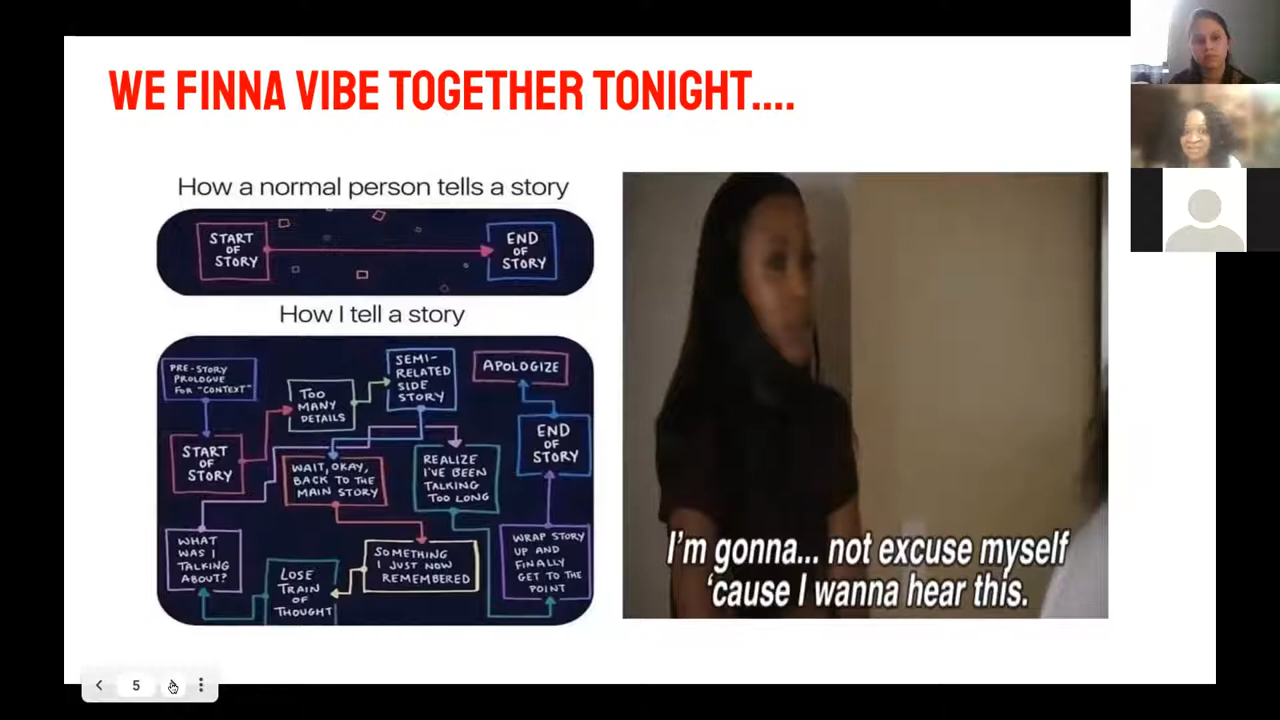 WE FINNA VIBE TOGETHER TONIGHT....
How a normal person tells a story
START
OF
STORY
END
OF
STORY
How I tell a story
PRE-STORY
PROLOGUE
FOR "CONTEXT"
START
OF
STORY
TOO
MANY
DETAILS
SEMI-
RELATED
SIDE
STORY
WAIT, OKAY,
BACK TO THE
MAIN STORY
SOMETHING
I JUST NOW
REMEMBERED
LOSE
TRAIN
OF
THOUGHT
WHAT
WAS I
TALKING
ABOUT?
REALIZE
I'VE BEEN
TALKING
TOO LONG
WRAP STORY
UP AND
FINALLY
GET TO THE
POINT
END
OF
STORY
APOLOGIZE
I'm gonna... not excuse myself
'cause I wanna hear this.
5